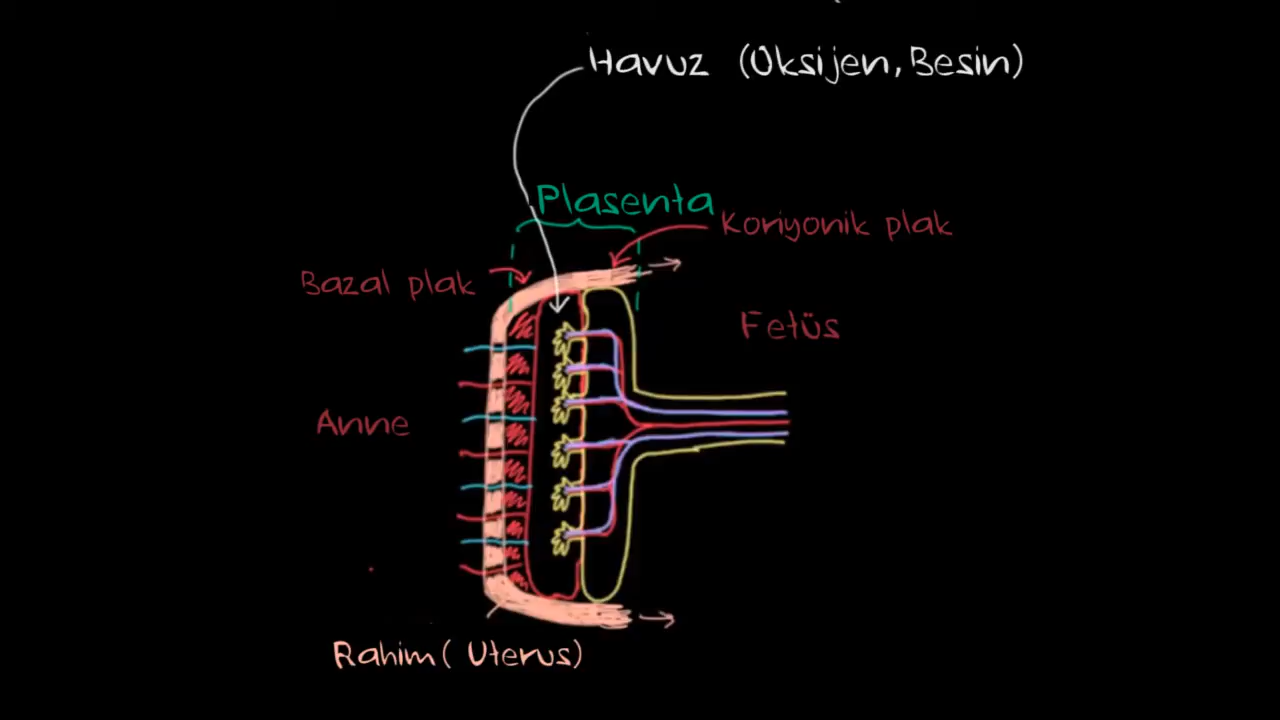 Havuz (Oksijen, Besin)
Plasenta
Koriyonik plak
Bazal plak
Fetüs
Anne
Rahim ( Uterus)